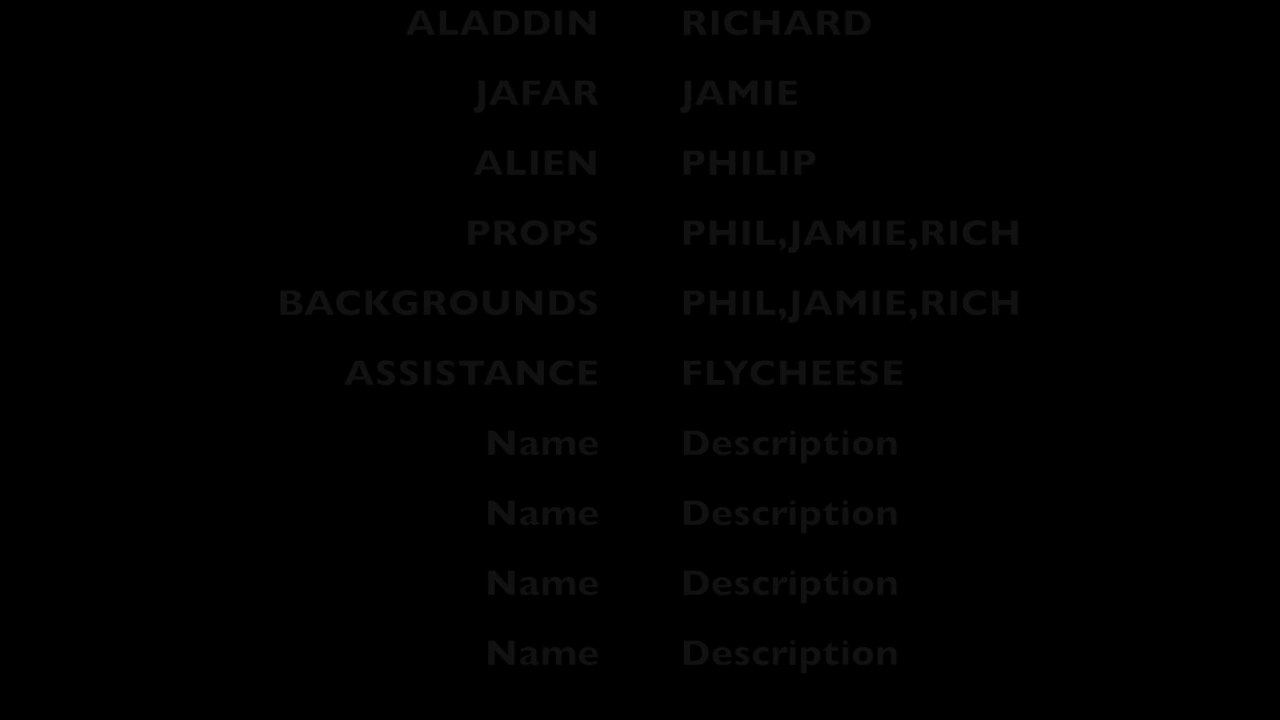 ALADDIN RICHARD
JAFAR JAMIE
ALIEN PHILIP
PROPS PHIL,JAMIE,RICH
BACKGROUNDS PHIL,JAMIE,RICH
ASSISTANCE FLYCHEESE
Name Description
Name Description
Name Description
Name Description